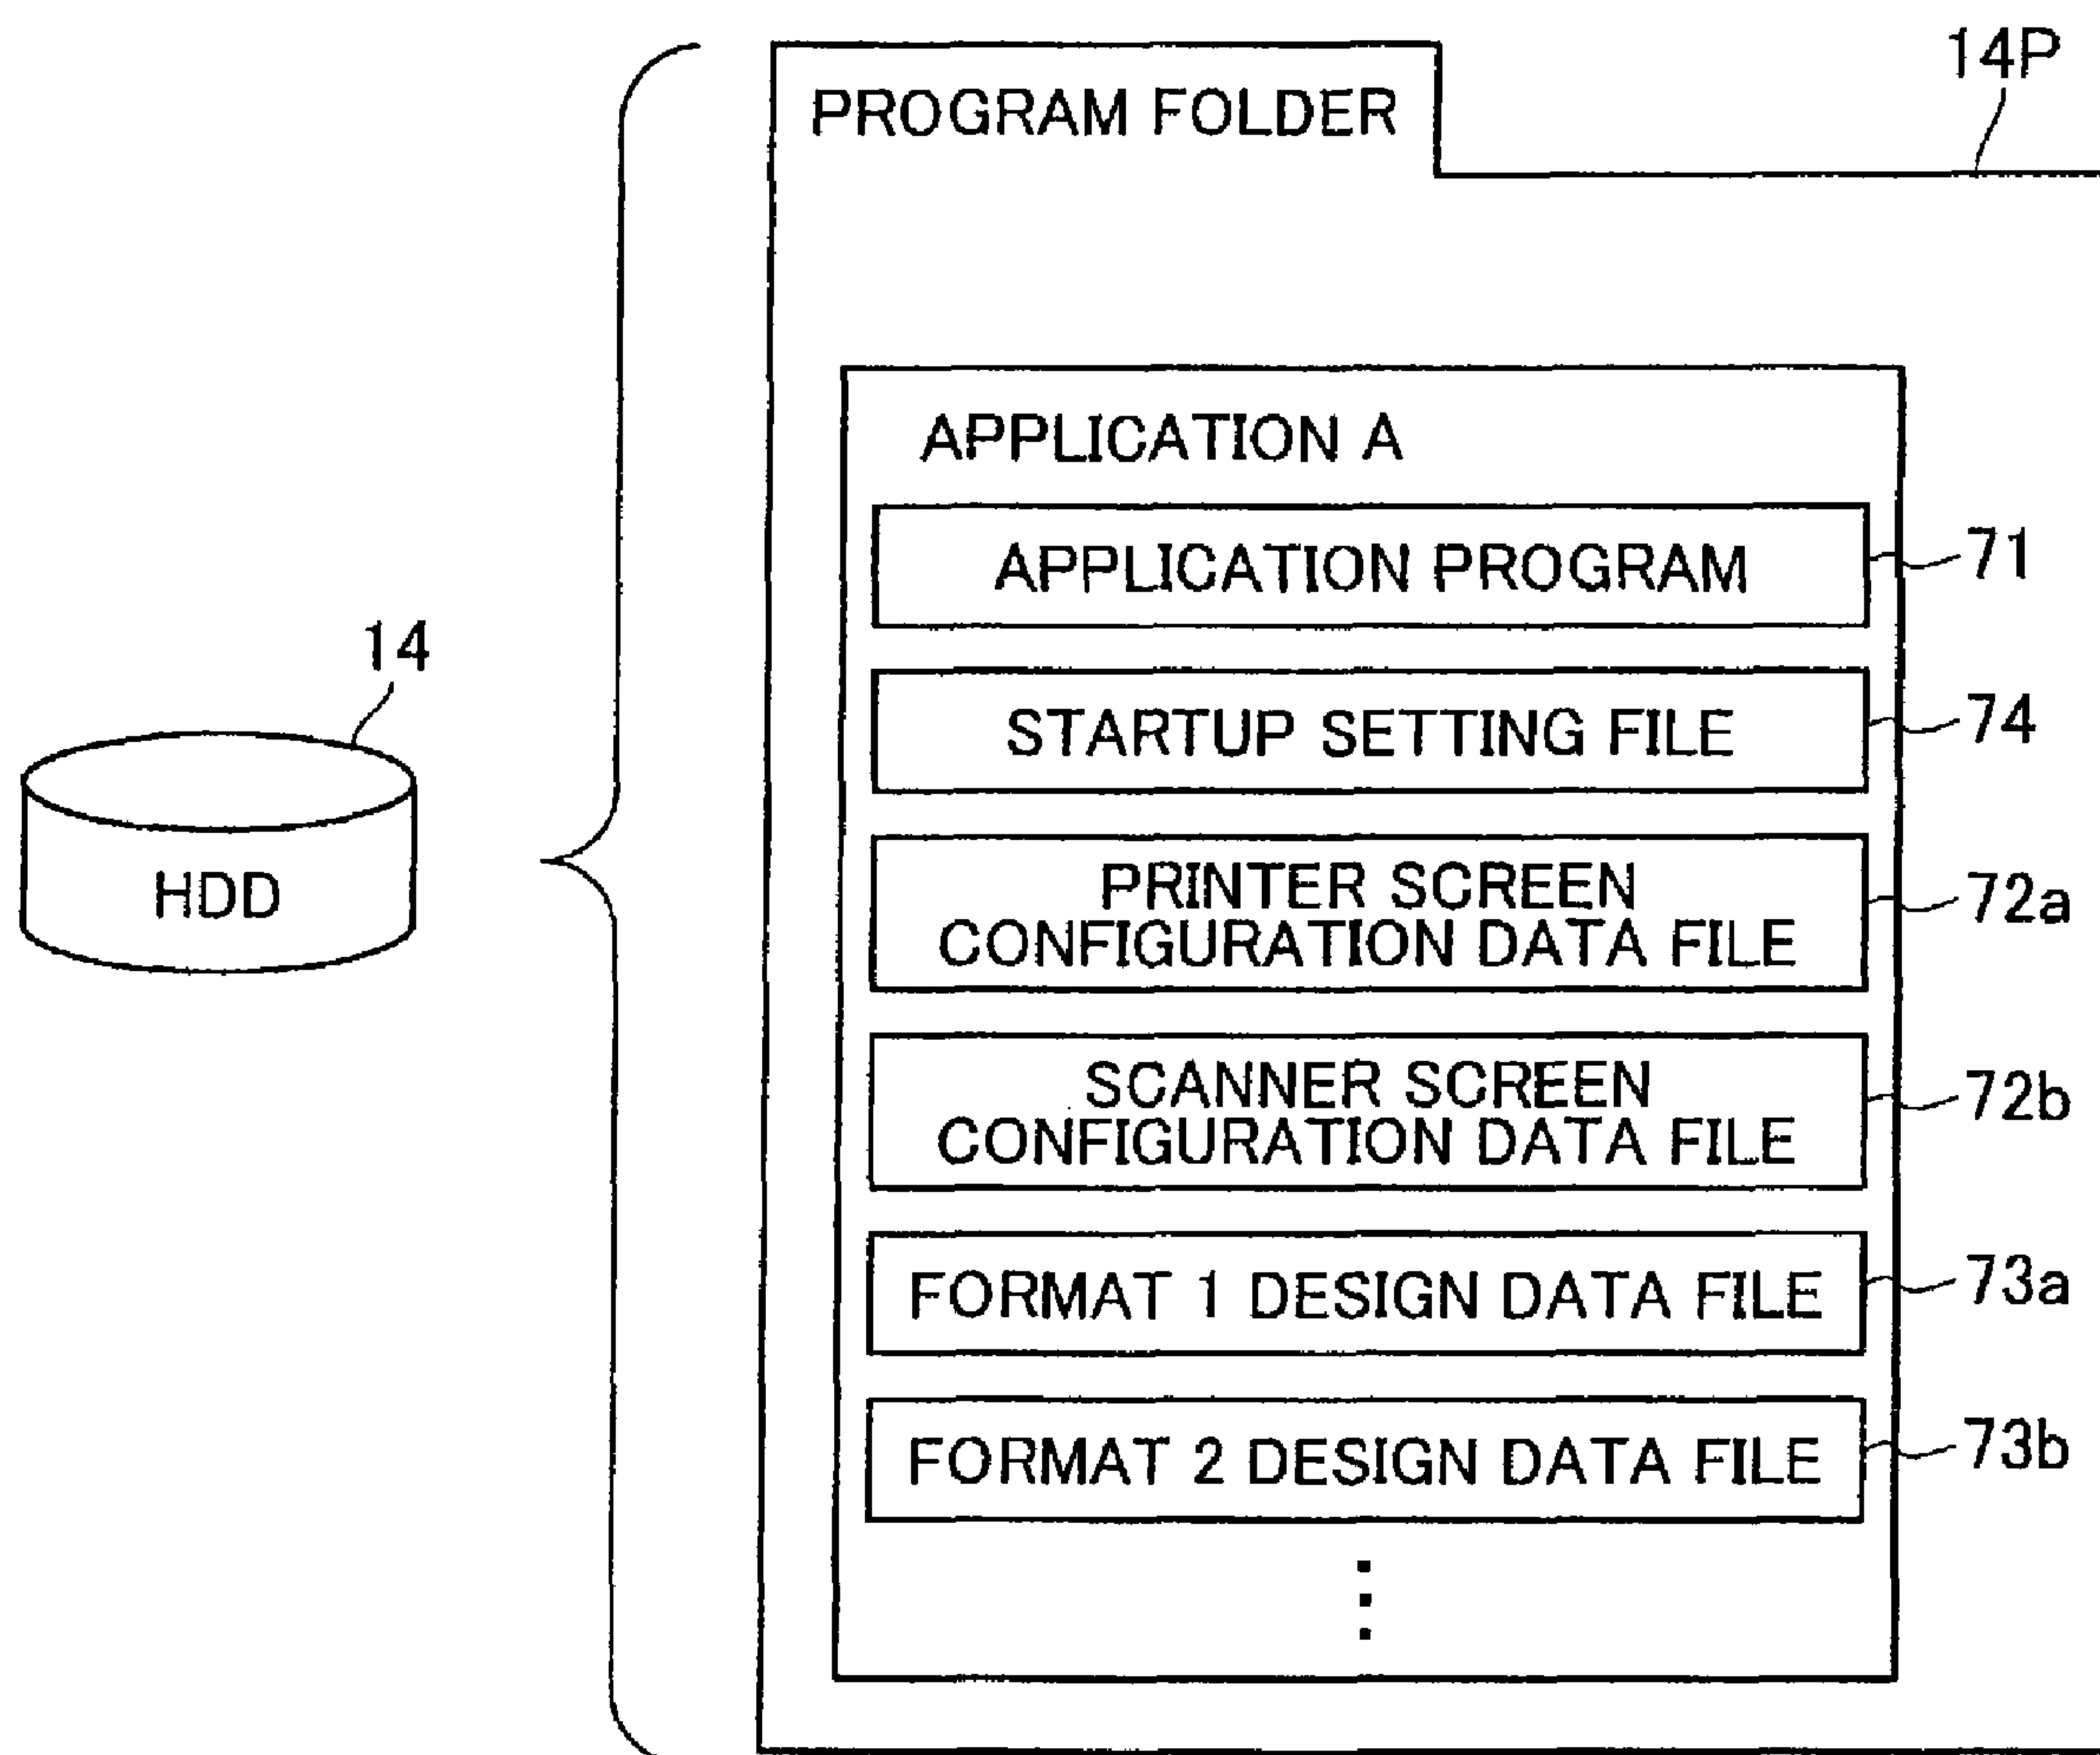 14P
PROGRAM FOLDER
APPLICATION A
APPLICATION PROGRAM
71
14
STARTUP SETTING FILE
74
HDD
PRINTER SCREEN
CONFIGURATION DATA FILE
72a
SCANNER SCREEN
CONFIGURATION DATA FILE
72b
FORMAT 1 DESIGN DATA FILE
73a
FORMAT 2 DESIGN DATA FILE
73b